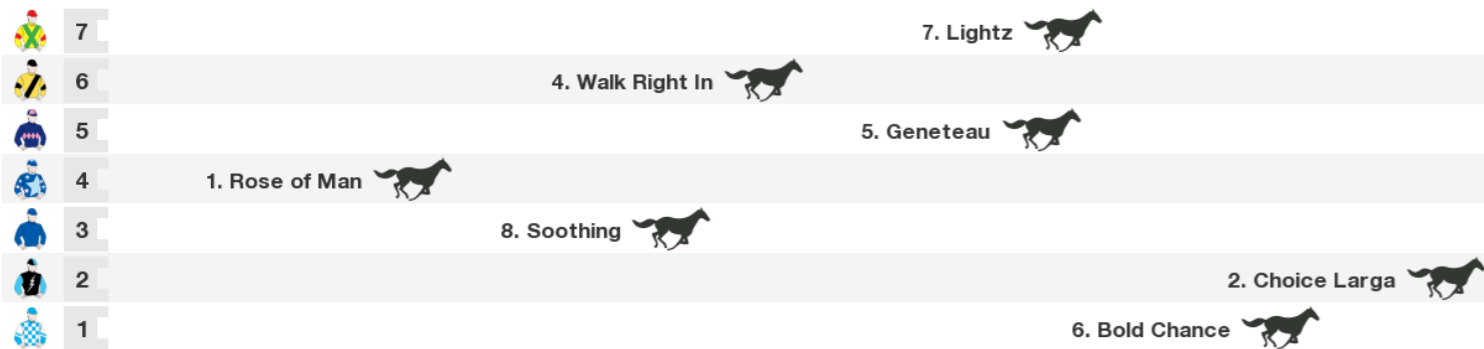 7 7. Lightz
6 4. Walk Right In
5 5. Geneteau
4 1. Rose of Man
3 8. Soothing
2 2. Choice Larga
1 6. Bold Chance